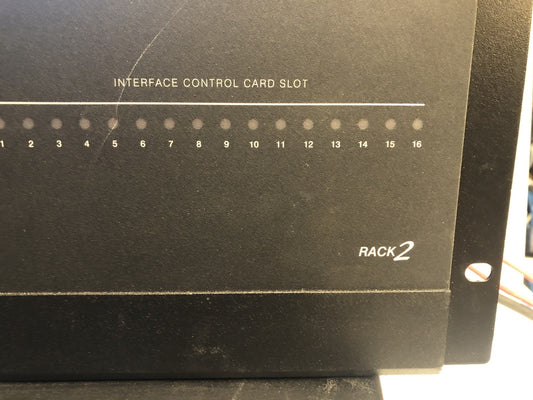 INTERFACE CONTROL CARD SLOT
1 2 3 4 5 6 7 8 9 10 11 12 13 14 15 16
RACK2